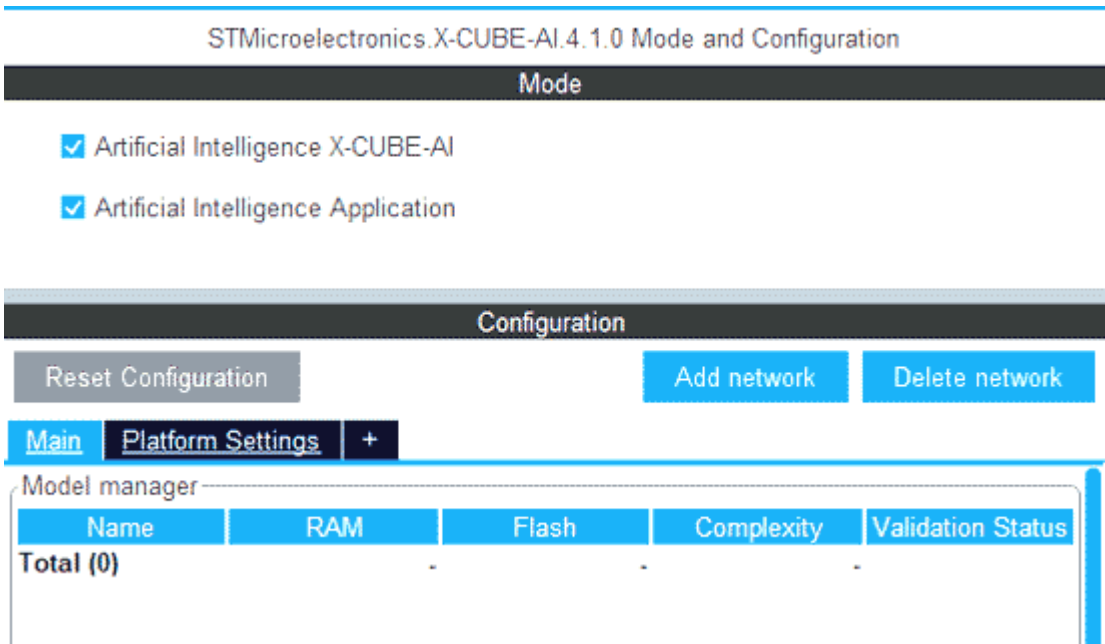 STMicroelectronics.X-CUBE-AI.4.1.0 Mode and Configuration
Mode
Artificial Intelligence X-CUBE-AI
Artificial Intelligence Application
Configuration
Reset Configuration Add network Delete network
Main Platform Settings +
Model manager
Name RAM Flash Complexity Validation Status
Total (0) - - -